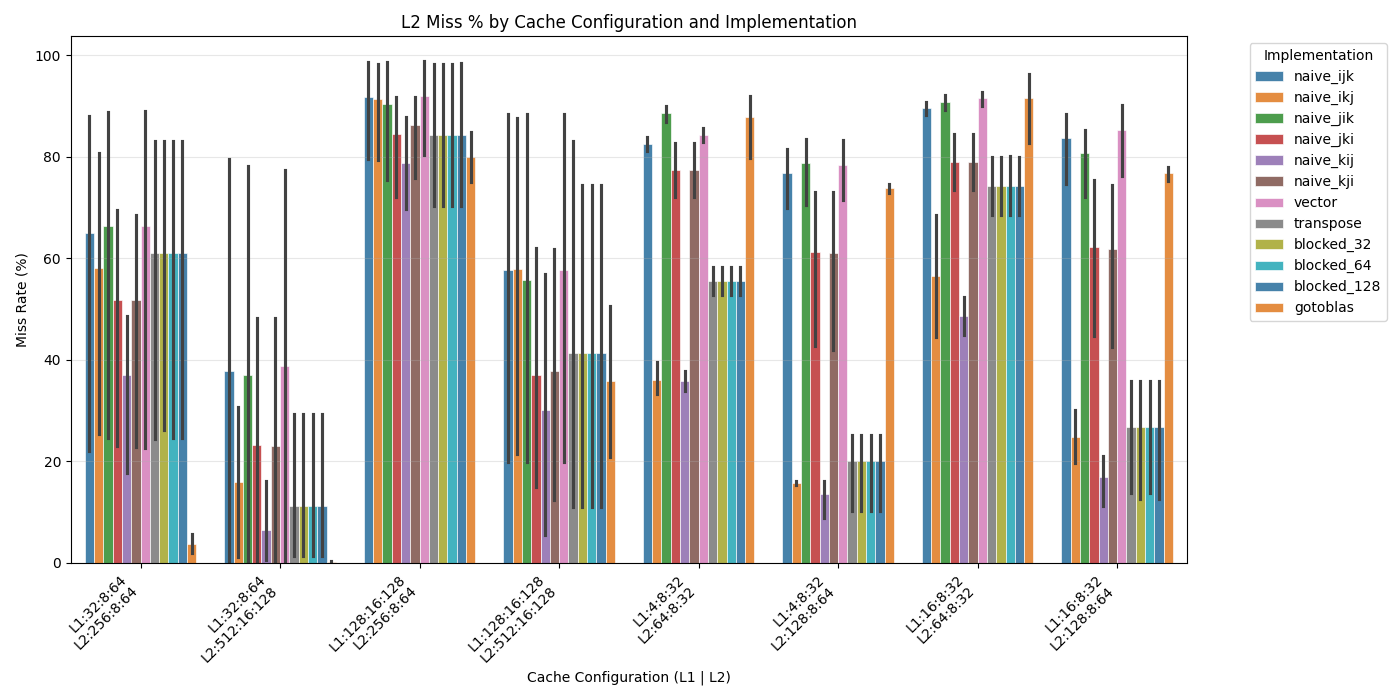 L2 Miss % by Cache Configuration and Implementation
Miss Rate (%)
100
80
60
40
20
0
L1:32:8:64
L2:256:8:64
L1:32:8:64
L2:512:16:128
L1:128:16:128
L2:256:8:64
L1:128:16:128
L2:512:16:128
L1:4:8:32
L2:64:8:32
L1:4:8:32
L2:128:8:64
L1:16:8:32
L2:64:8:32
L1:16:8:32
L2:128:8:64
Cache Configuration (L1 | L2)
Implementation
naive_ijk
naive_ikj
naive_jik
naive_jki
naive_kij
naive_kji
vector
transpose
blocked_32
blocked_64
blocked_128
gotoblas